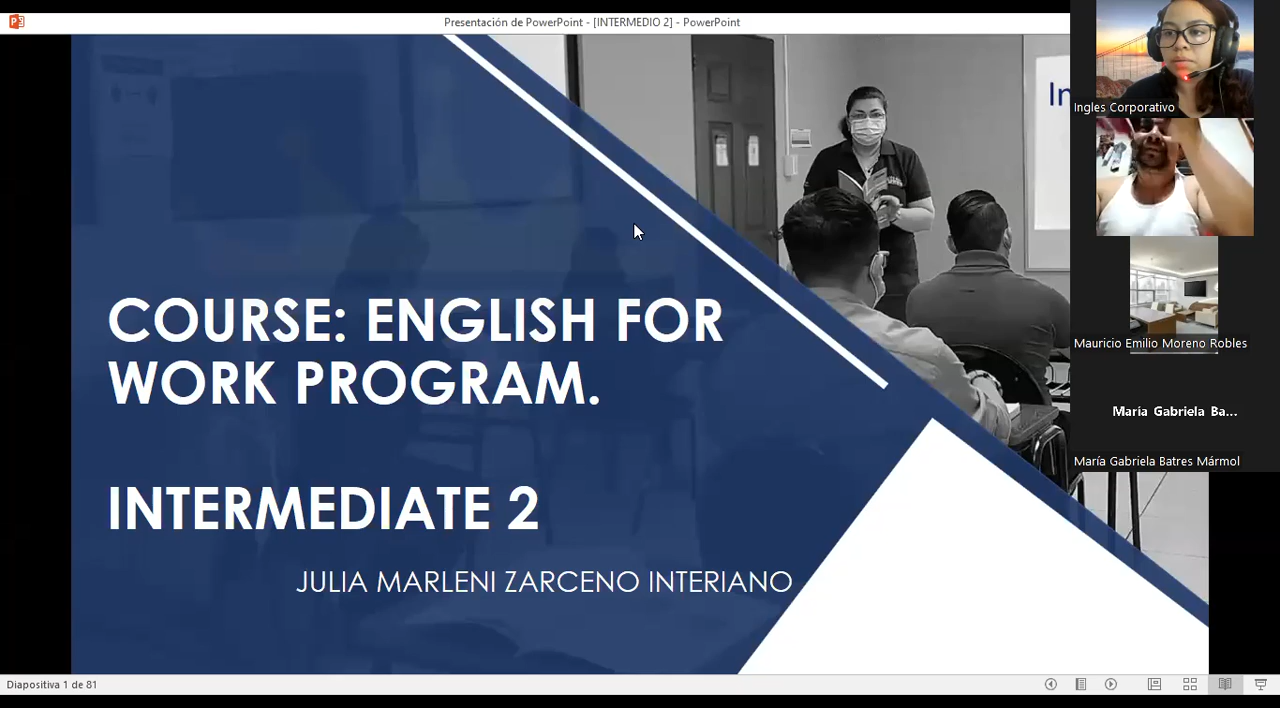 Presentación de PowerPoint - [INTERMEDIO 2] - PowerPoint
Ingles Corporativo
COURSE: ENGLISH FOR
WORK PROGRAM.
INTERMEDIATE 2
JULIA MARLENI ZARCENO INTERIANO
Mauricio Emilio Moreno Robles
María Gabriela Ba...
María Gabriela Batres Mármol
Diapositiva 1 de 81